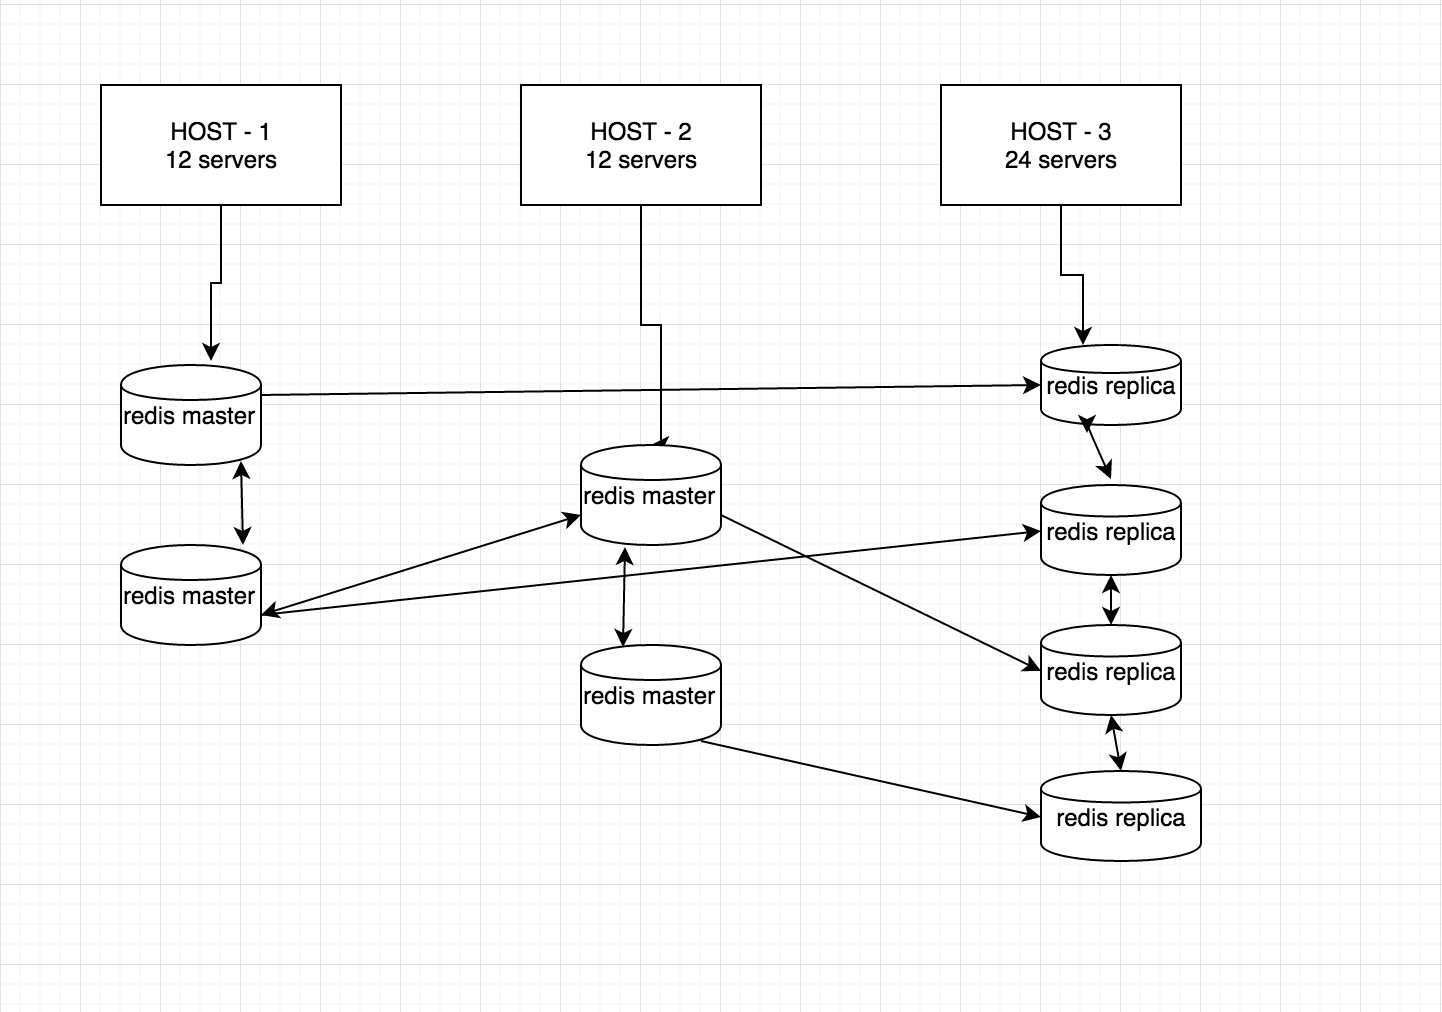 HOST - 1
12 servers
HOST - 2
12 servers
HOST - 3
24 servers
redis master
redis master
redis master
redis master
redis replica
redis replica
redis replica
redis replica